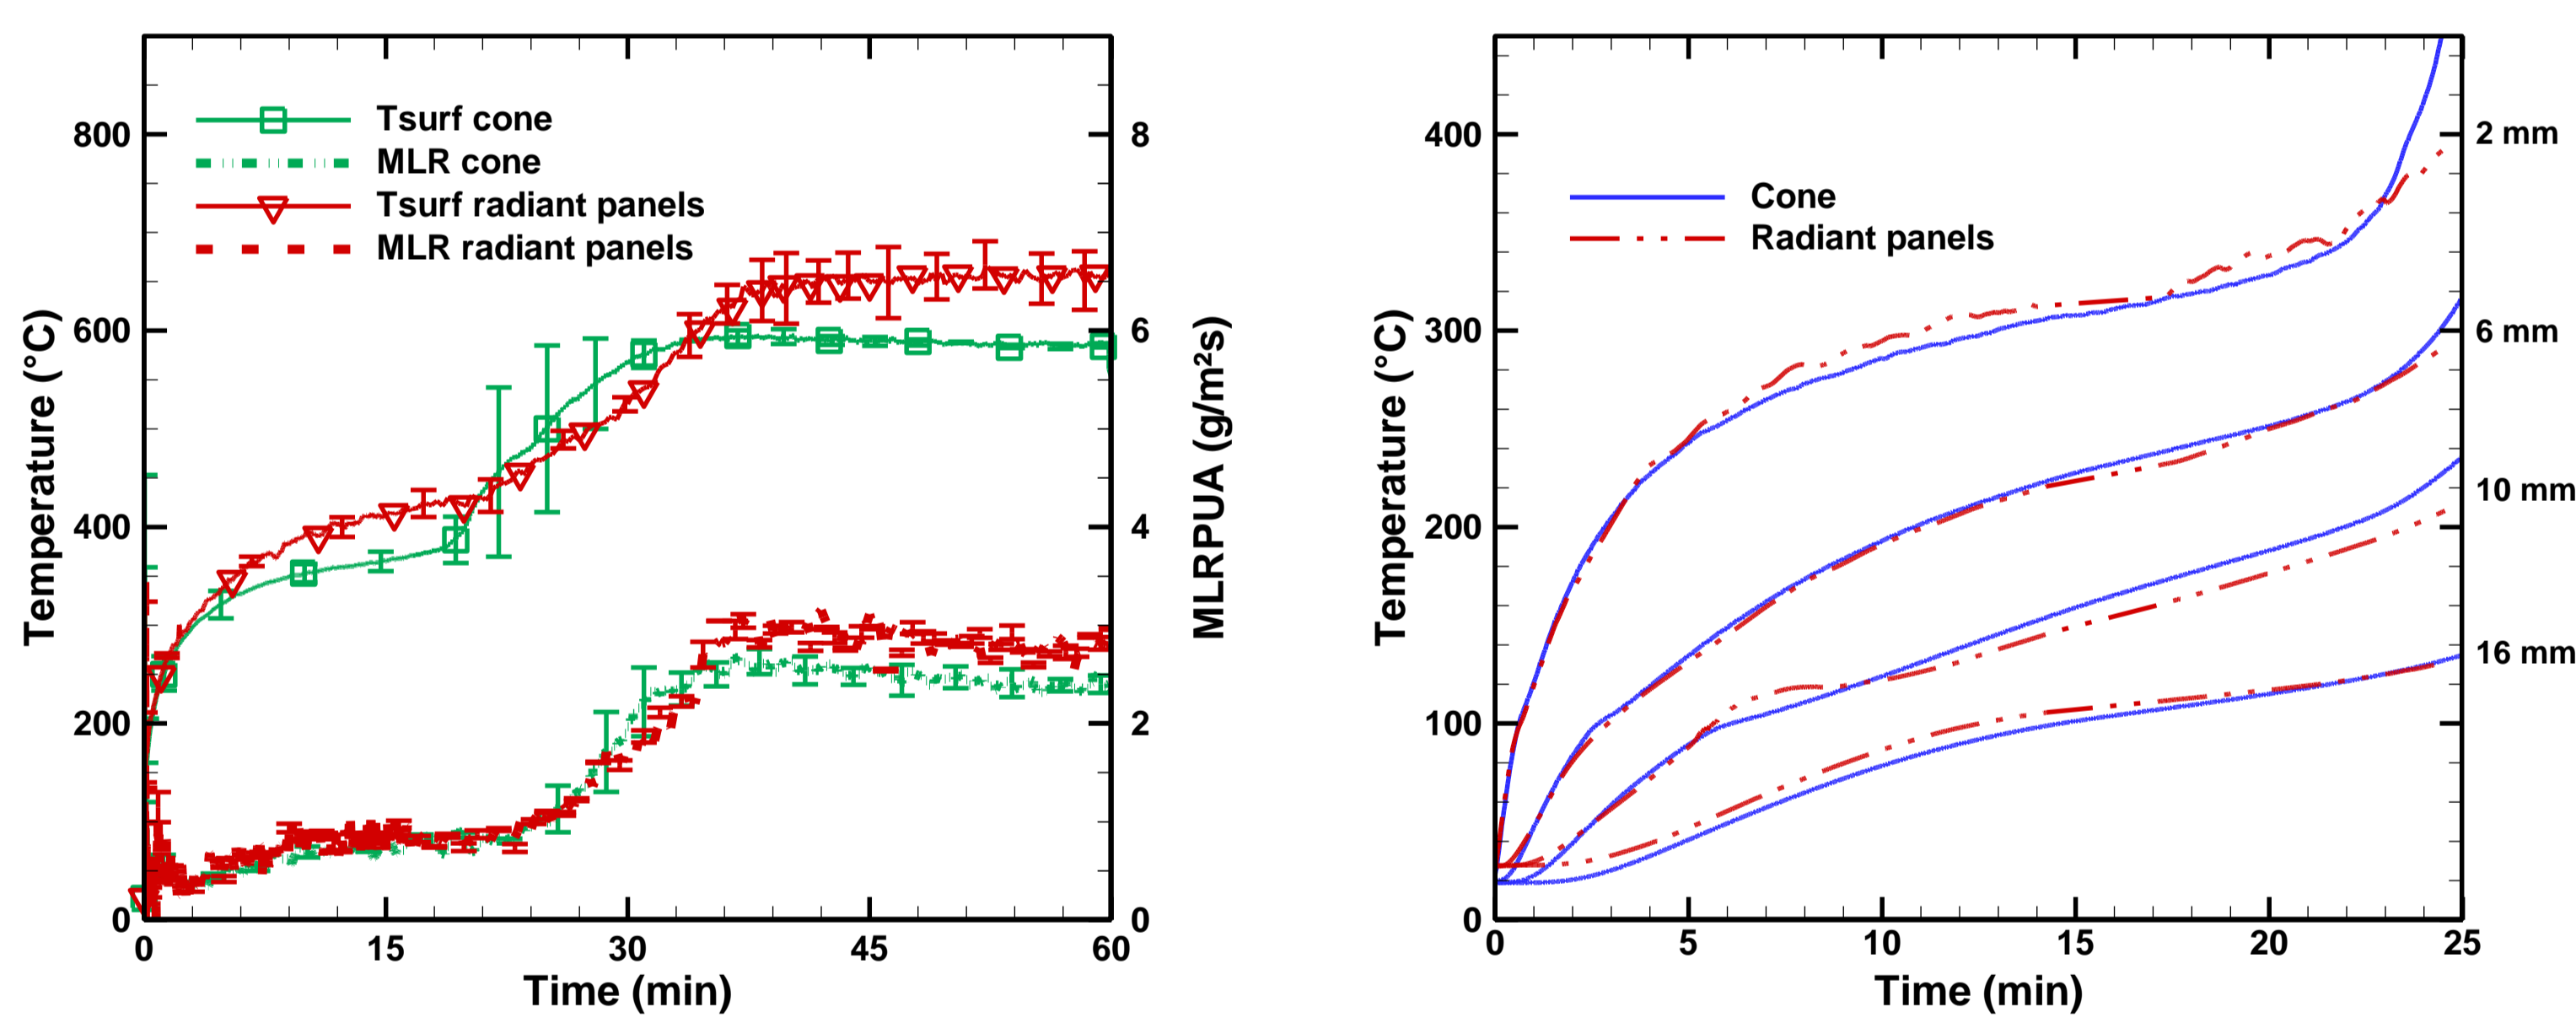 Tsurf cone
MLR cone
Tsurf radiant panels
MLR radiant panels
800
600
400
200
0
8
6
4
2
0
0 15 30 45 60
Temperature (°C)
MLRPUA (g/m²s)
Time (min)
Cone
Radiant panels
400
300
200
100
0
2 mm
6 mm
10 mm
16 mm
0 5 10 15 20 25
Temperature (°C)
Time (min)